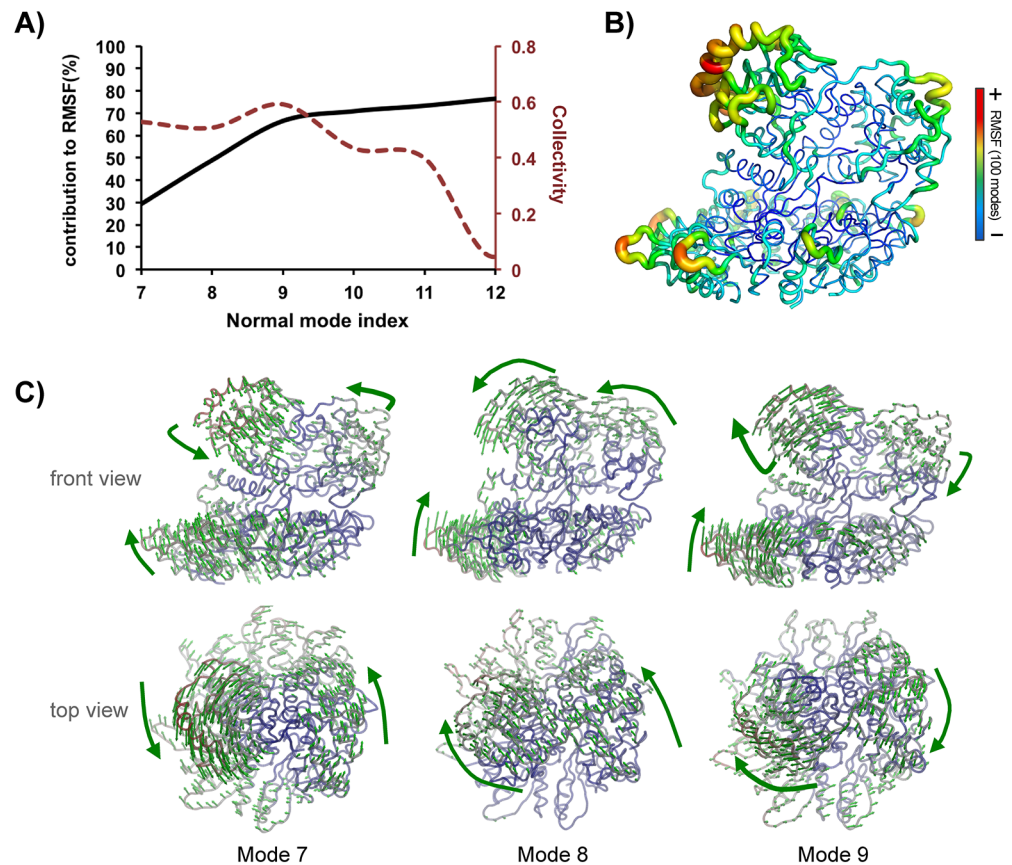 A)
contribution to RMSF(%)
100
90
80
70
60
50
40
30
20
10
0
0.8
0.6
0.4
0.2
0
Collectivity
7 8 9 10 11 12
Normal mode index
B)
+ RMSF (100 modes) −
C)
front view
top view
Mode 7 Mode 8 Mode 9